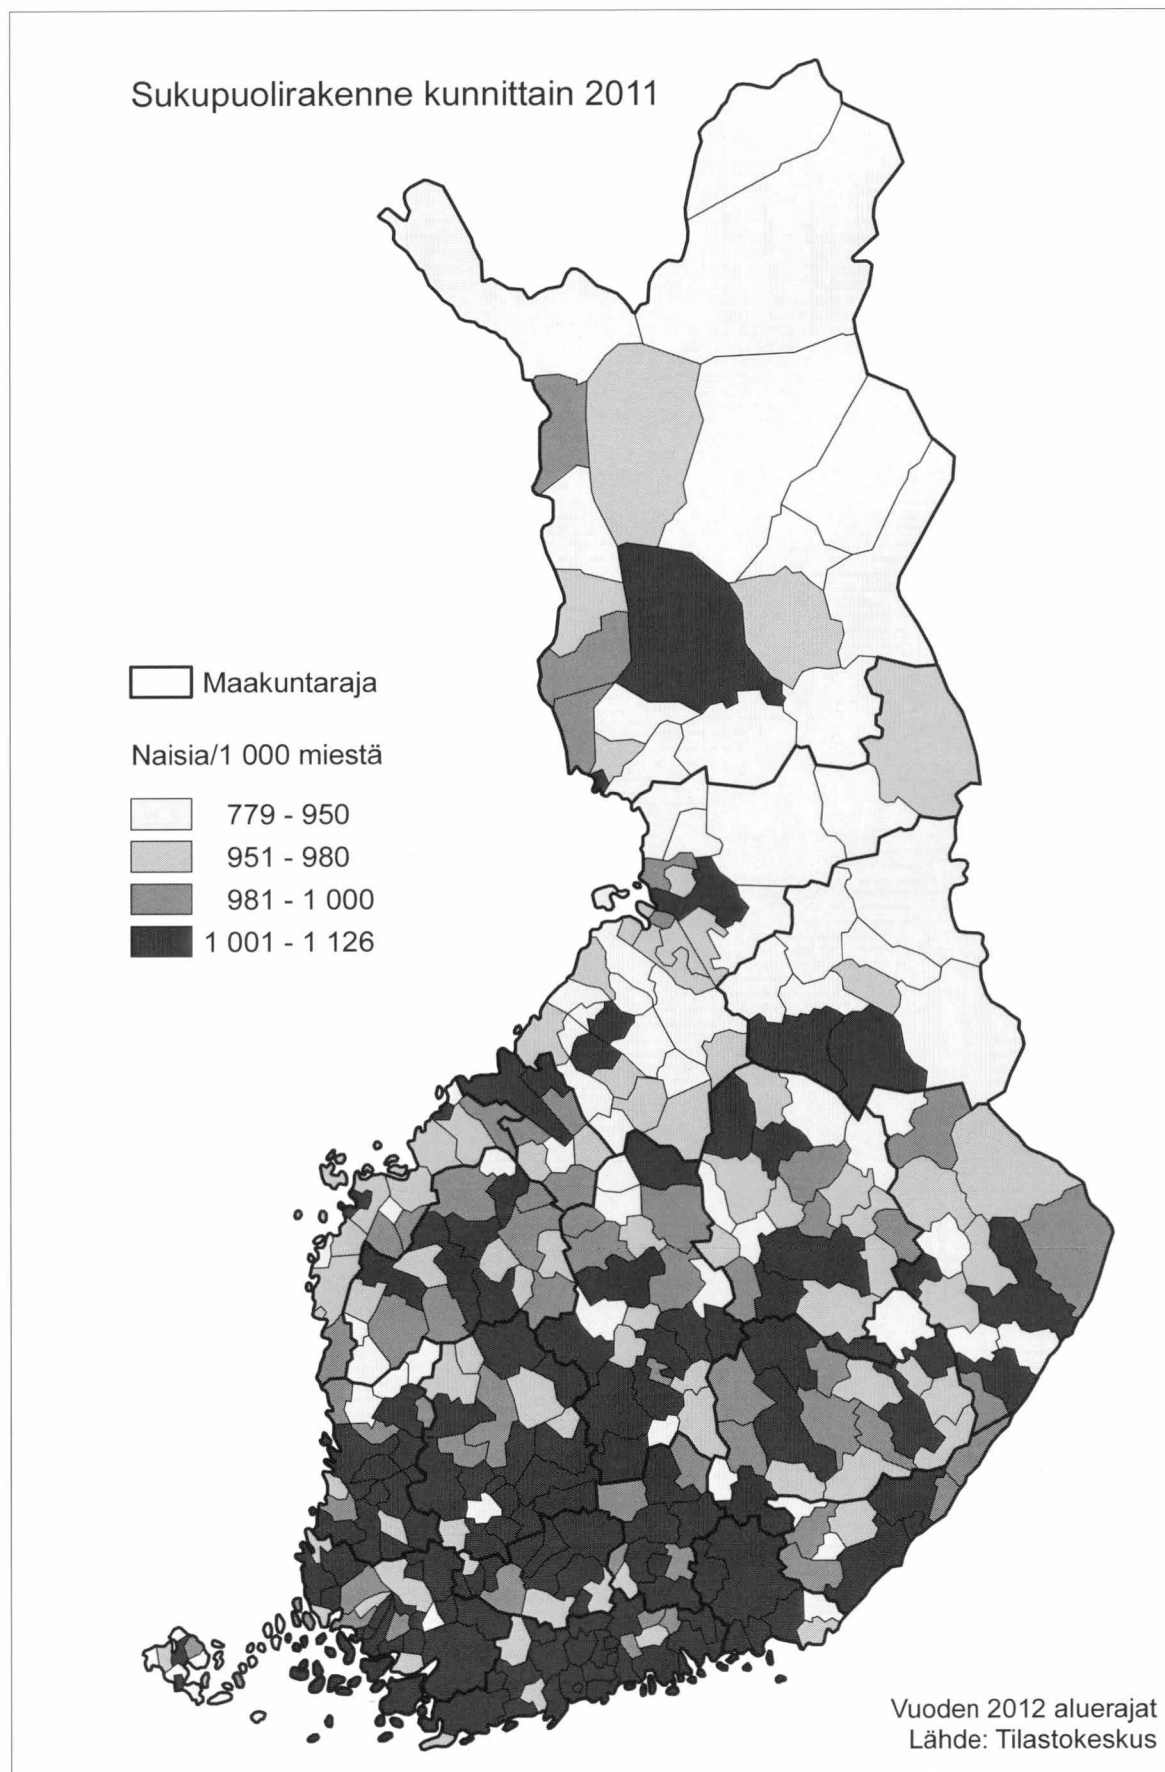 Sukupuolirakenne kunnittain 2011
Maakuntaraja
Naisia/1 000 miestä
779 - 950
951 - 980
981 - 1 000
1 001 - 1 126
Vuoden 2012 aluerajat
Lähde: Tilastokeskus